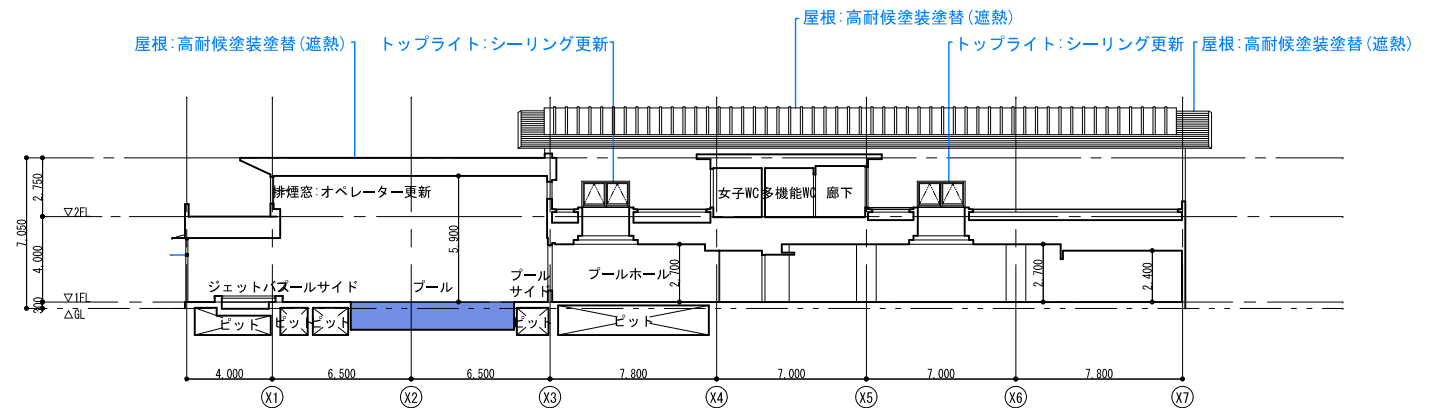 屋根:高耐候塗装塗替(遮熱)
屋根:高耐候塗装塗替(遮熱)
トップライト:シーリング更新
トップライト:シーリング更新
屋根:高耐候塗装塗替(遮熱)
排煙窓:オペレーター更新
女子WC
多機能WC
廊下
2,750
▽2FL
7,050
4,000
5,900
2,700
2,700
2,400
プール
サイド
プールホール
ジェットバス
プールサイド
プール
300
▽1FL
△GL
ピット
ピット
ピット
ピット
ピット
4,000
6,500
6,500
7,800
7,000
7,000
7,800
X1
X2
X3
X4
X5
X6
X7